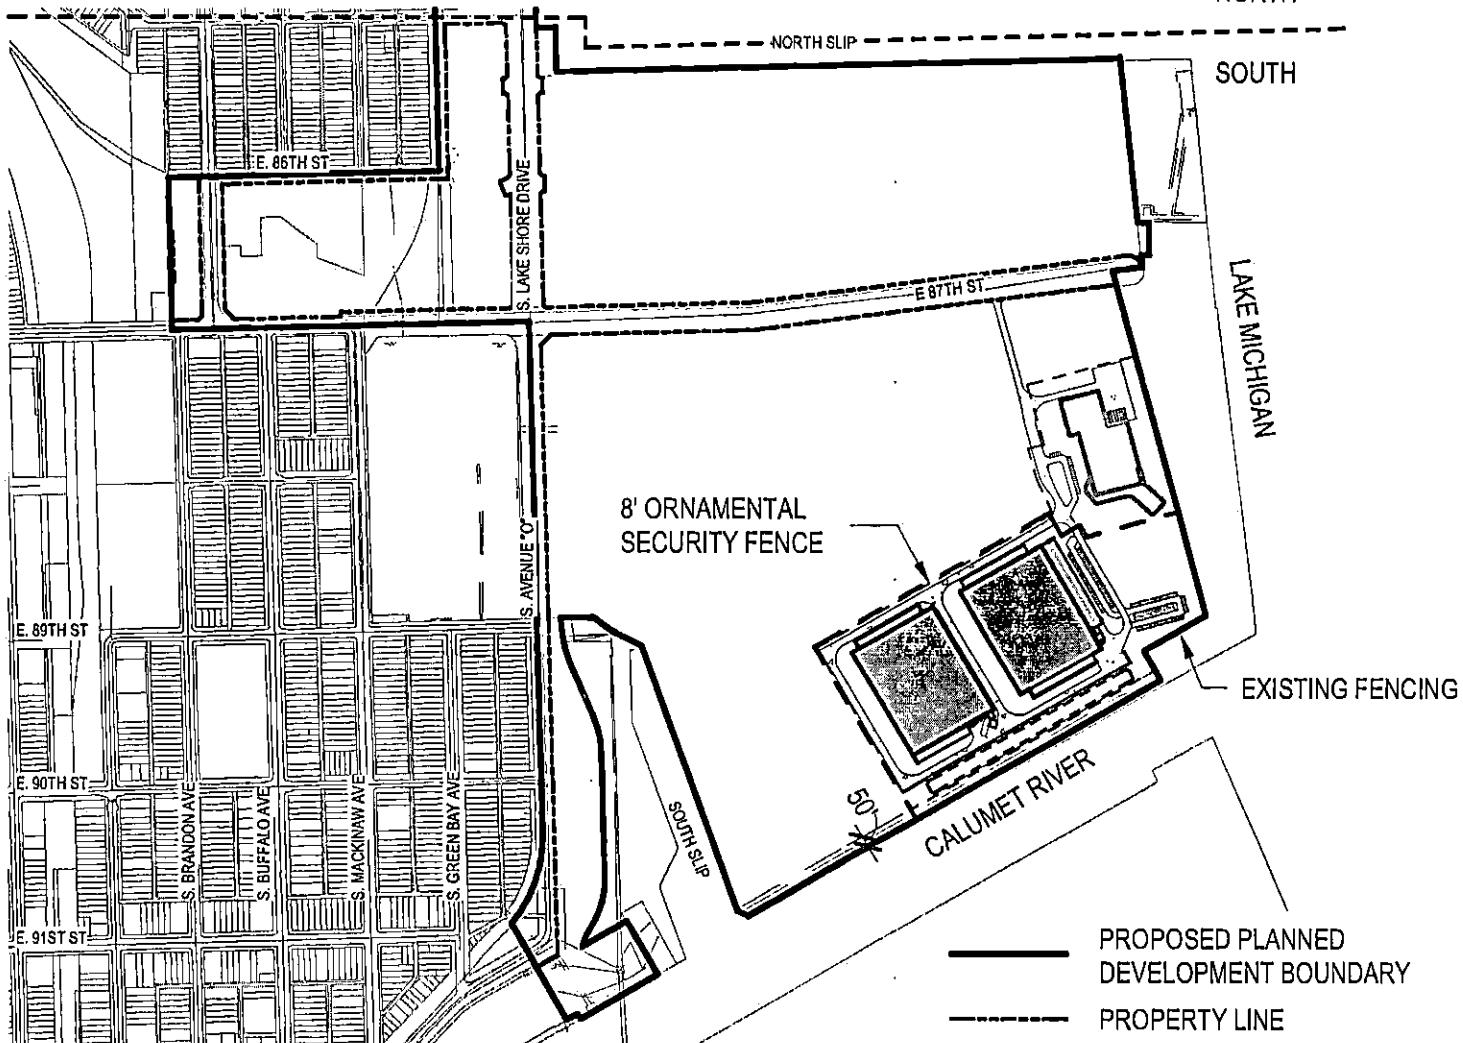 NORTH
NORTH SLIP
SOUTH
E. 86TH ST
S. LAKE SHORE DRIVE
E 87TH ST
LAKE MICHIGAN
8' ORNAMENTAL
SECURITY FENCE
S. AVENUE "O"
E. 89TH ST
EXISTING FENCING
E. 90TH ST
S. BRANDON AVE
S. BUFFALO AVE
S. MACKINAW AVE
S. GREEN BAY AVE
SOUTH SLIP
50'
CALUMET RIVER
E. 91ST ST
PROPOSED PLANNED
DEVELOPMENT BOUNDARY
PROPERTY LINE